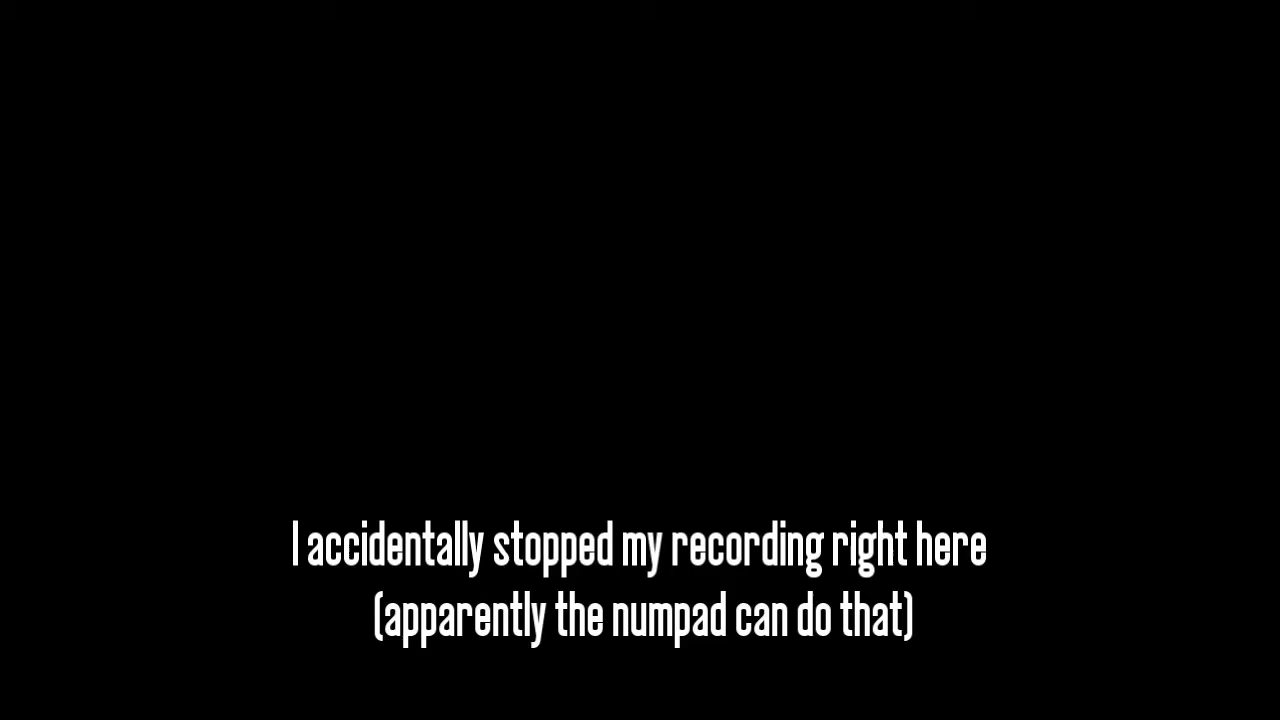 I accidentally stopped my recording right here
(apparently the numpad can do that)